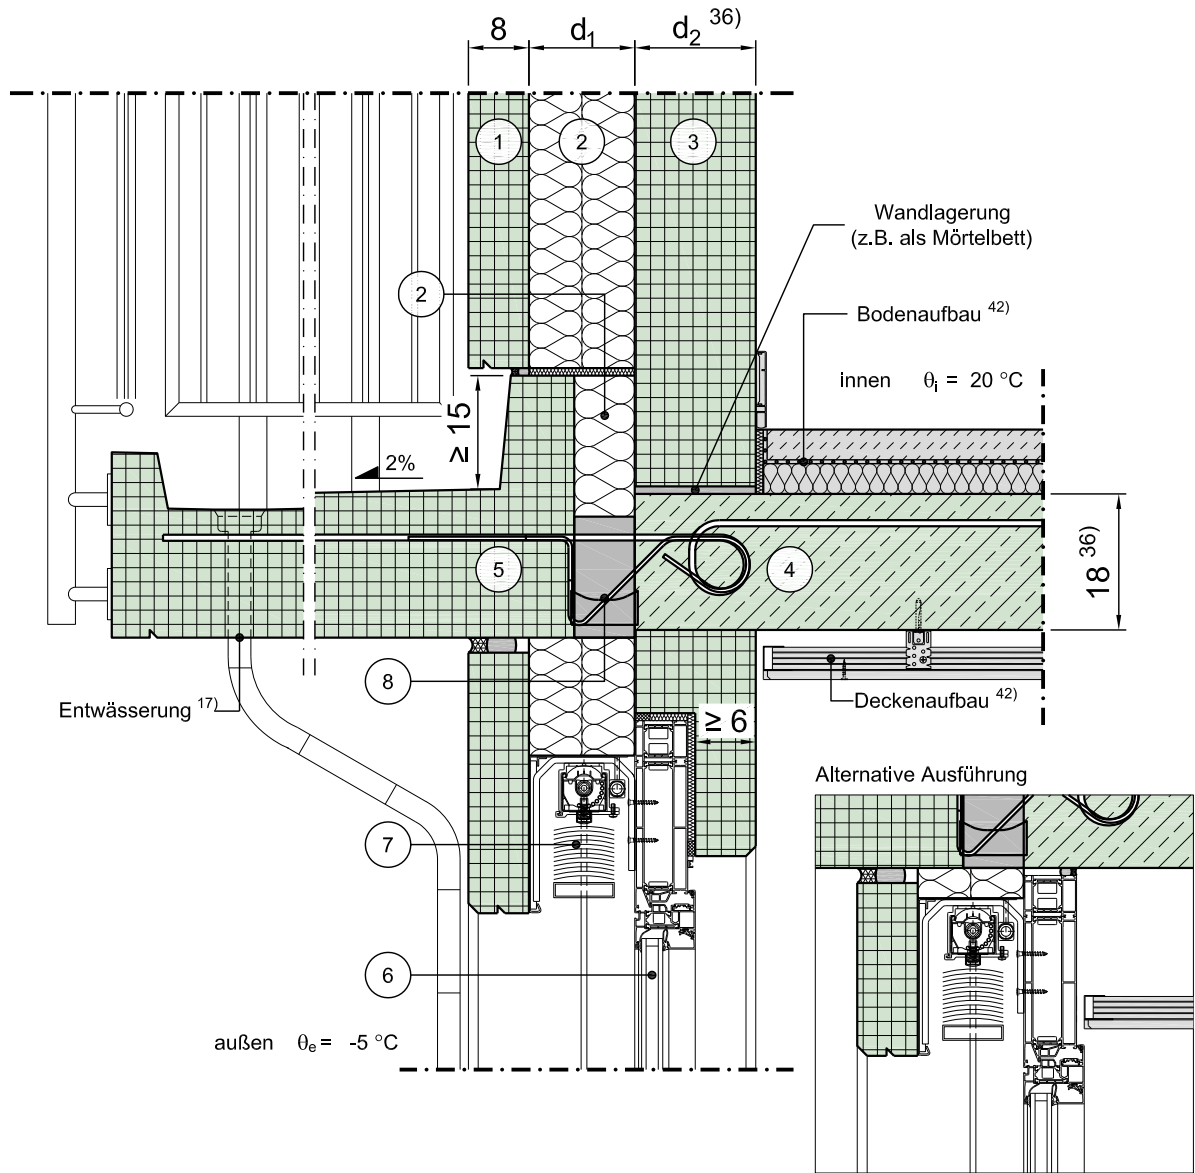 8 d₁ d₂ ³⁶⁾
1 2 3
Wandlagerung
(z.B. als Mörtelbett)
2
Bodenaufbau ⁴²⁾
innen θᵢ = 20 °C
≥ 15
2%
5
4
18 ³⁶⁾
Entwässerung ¹⁷⁾
8
Deckenaufbau ⁴²⁾
≥ 6
Alternative Ausführung
7
6
außen θₑ = -5 °C